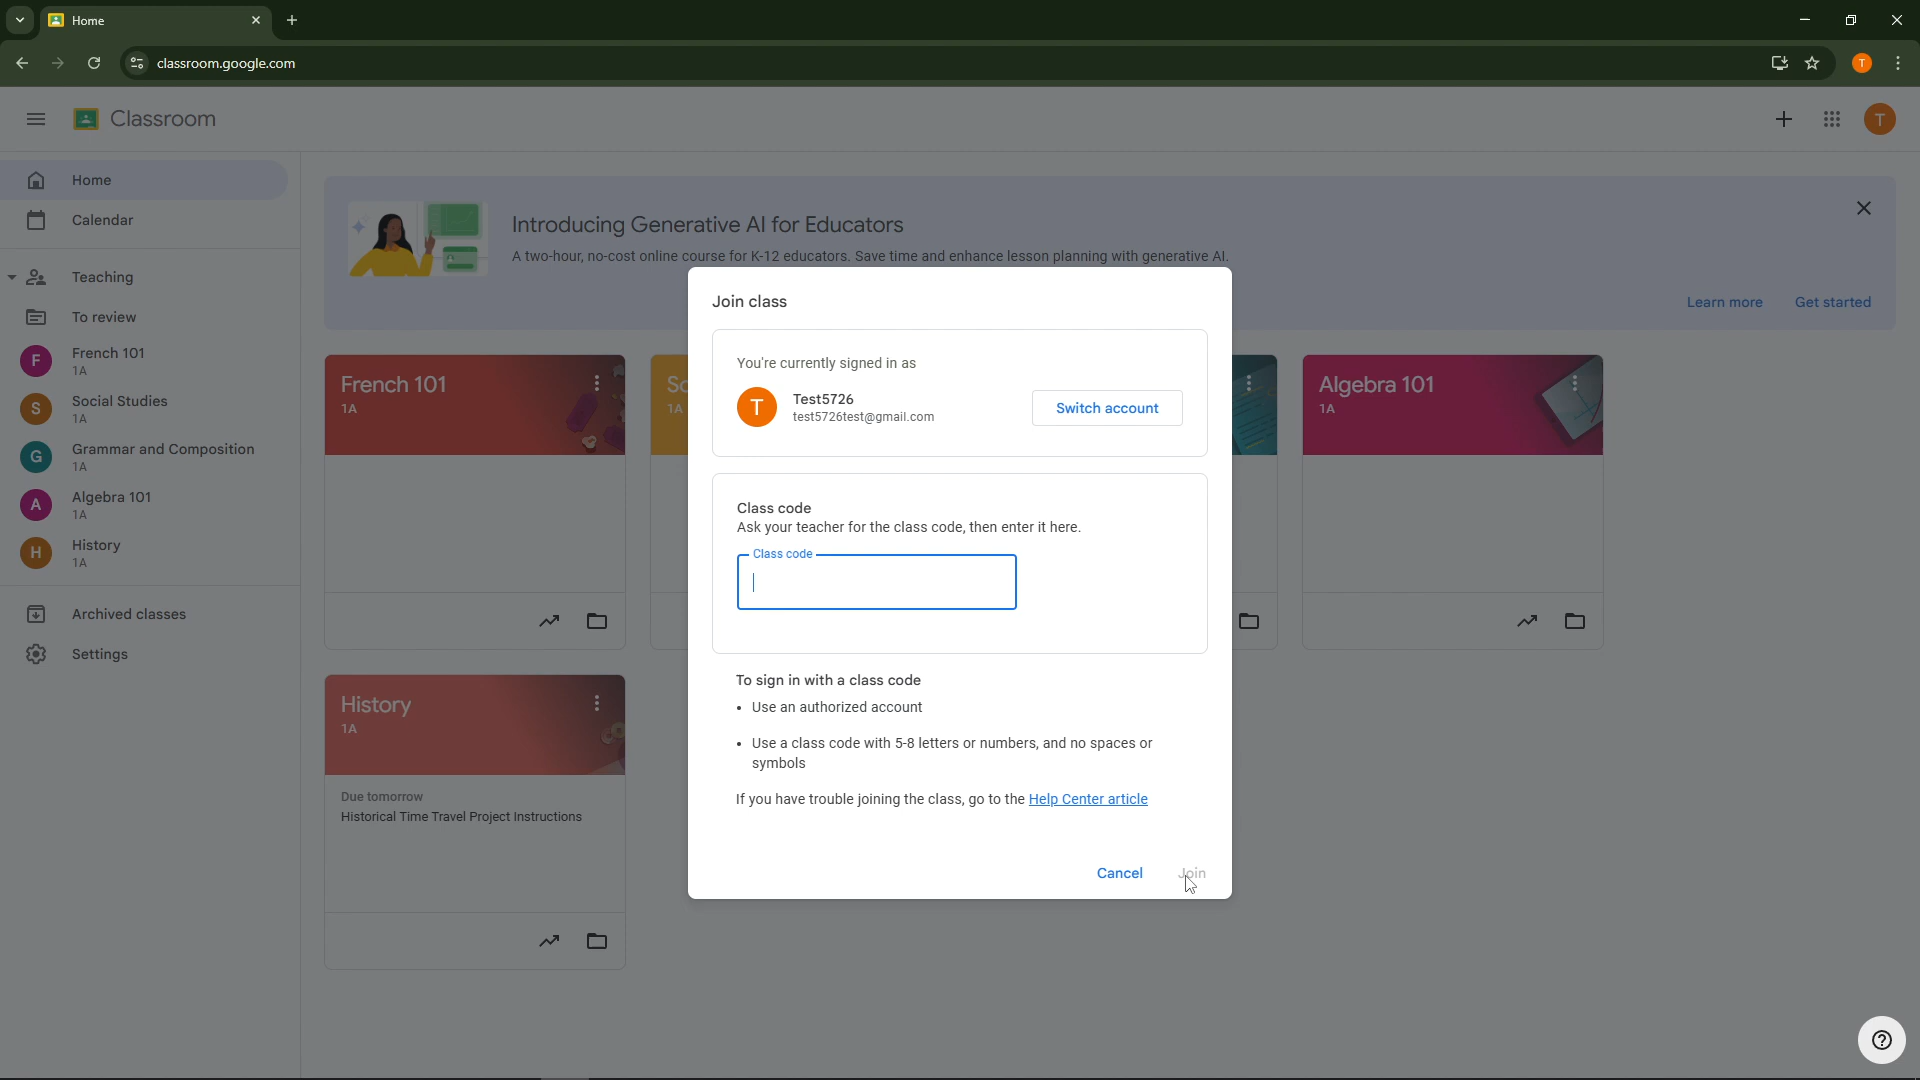 Home
classroom.google.com
T
Classroom
T
Home
Calendar
Teaching
To review
F
French 101
1A
S
Social Studies
1A
G
Grammar and Composition
1A
A
Algebra 101
1A
H
History
1A
Archived classes
Settings
Introducing Generative AI for Educators
A two-hour, no-cost online course for K-12 educators. Save time and enhance lesson planning with generative AI.
Learn more
Get started
French 101
1A
Sc
1A
Algebra 101
1A
History
1A
Due tomorrow
Historical Time Travel Project Instructions
Join class
You're currently signed in as
T
Test5726
test5726test@gmail.com
Switch account
Class code
Ask your teacher for the class code, then enter it here.
Class code
To sign in with a class code
• Use an authorized account
• Use a class code with 5-8 letters or numbers, and no spaces or
symbols
If you have trouble joining the class, go to the Help Center article
Cancel
Join